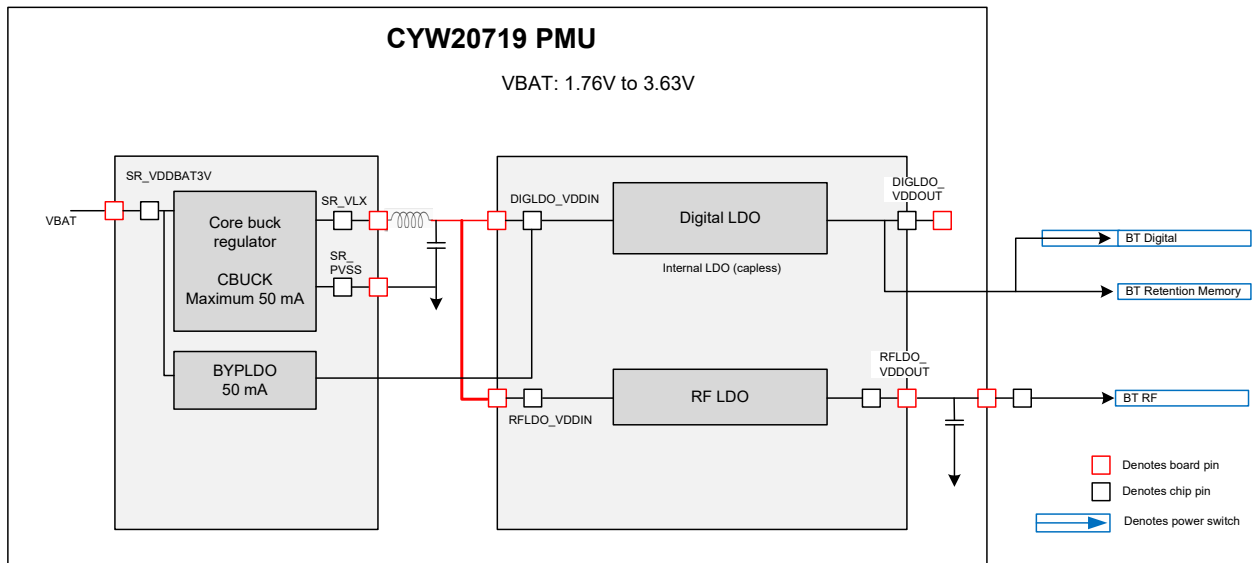 CYW20719 PMU
VBAT: 1.76V to 3.63V
SR_VDDBAT3V
VBAT
Core buck
regulator
CBUCK
Maximum 50 mA
SR_VLX
SR_
PVSS
BYPLDO
50 mA
DIGLDO_VDDIN
Digital LDO
Internal LDO (capless)
DIGLDO_
VDDOUT
BT Digital
BT Retention Memory
RFLDO_VDDIN
RF LDO
RFLDO_
VDDOUT
BT RF
Denotes board pin
Denotes chip pin
Denotes power switch